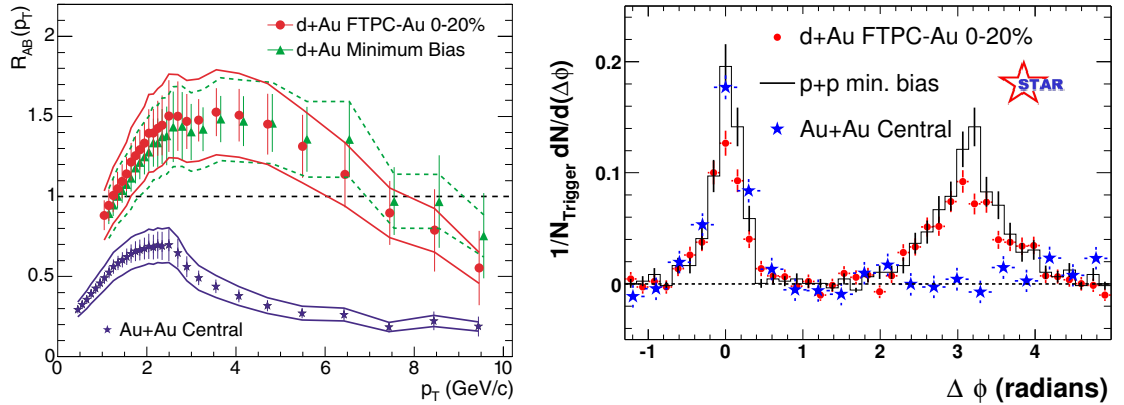 R_AB(p_T)
2
1.5
1
0.5
0
d+Au FTPC-Au 0-20%
d+Au Minimum Bias
Au+Au Central
0 2 4 6 8 10
p_T (GeV/c)
1/N_Trigger dN/d(Δϕ)
0.2
0.1
0
d+Au FTPC-Au 0-20%
p+p min. bias
Au+Au Central
STAR
-1 0 1 2 3 4
Δ ϕ (radians)